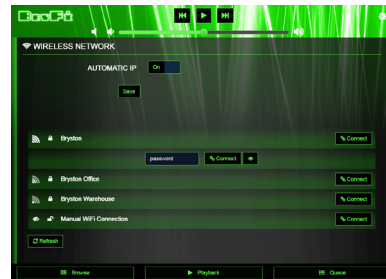 WIRELESS NETWORK
AUTOMATIC IP On
Save
Bryston Connect
password Connect
Bryston Office Connect
Bryston Warehouse Connect
Manual WiFi Connection Connect
Refresh
Browse Playback Queue